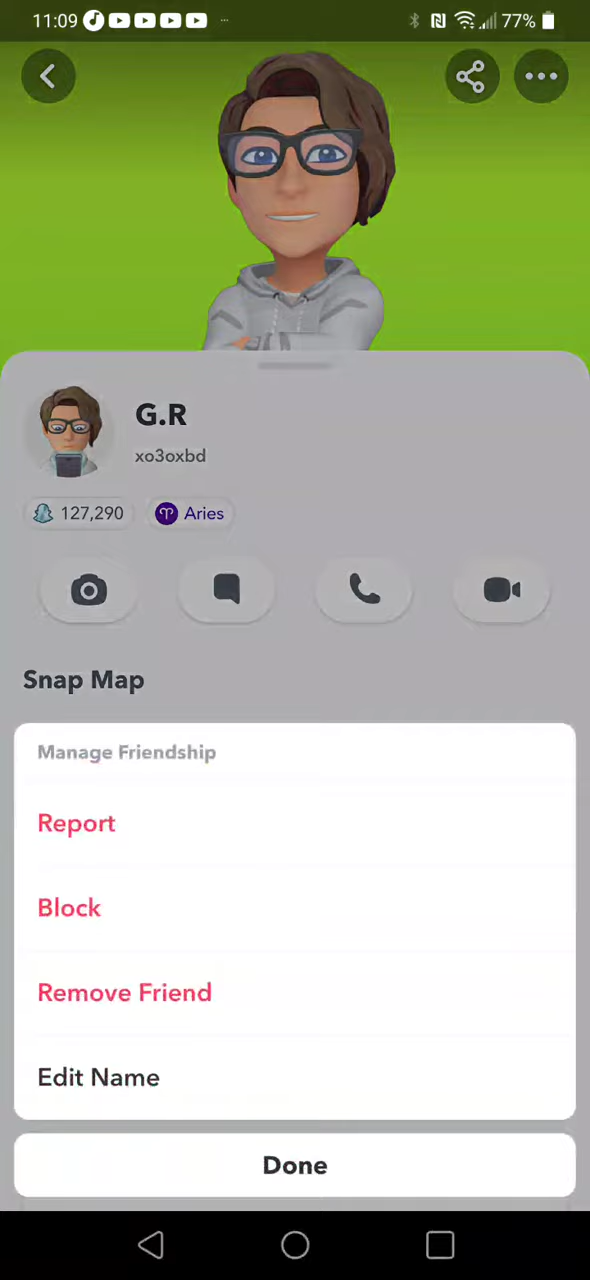 11:09 77%
G.R
xo3oxbd
127,290 Aries
Snap Map
Manage Friendship
Report
Block
Remove Friend
Edit Name
Done